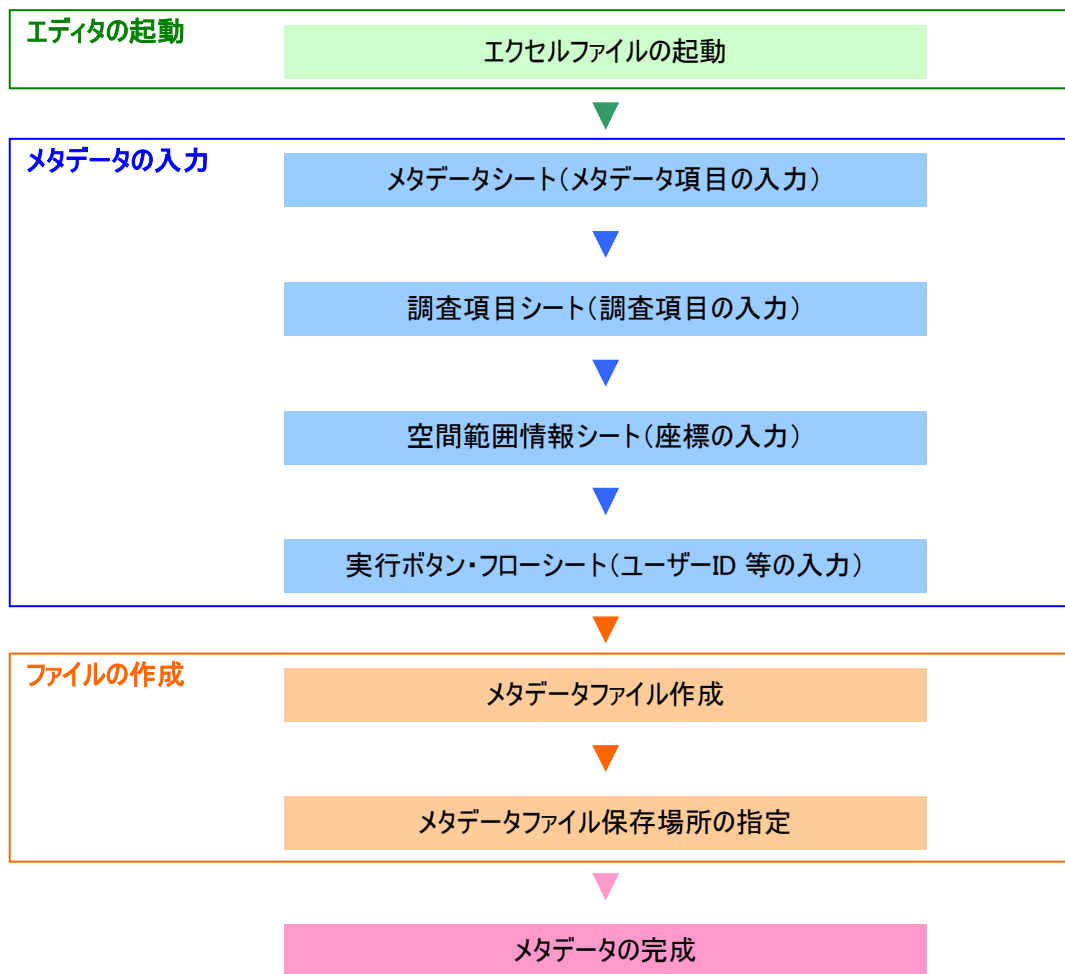 エディタの起動
エクセルファイルの起動
メタデータの入力
メタデータシート（メタデータ項目の入力）
調査項目シート（調査項目の入力）
空間範囲情報シート（座標の入力）
実行ボタン・フローシート（ユーザーID 等の入力）
ファイルの作成
メタデータファイル作成
メタデータファイル保存場所の指定
メタデータの完成